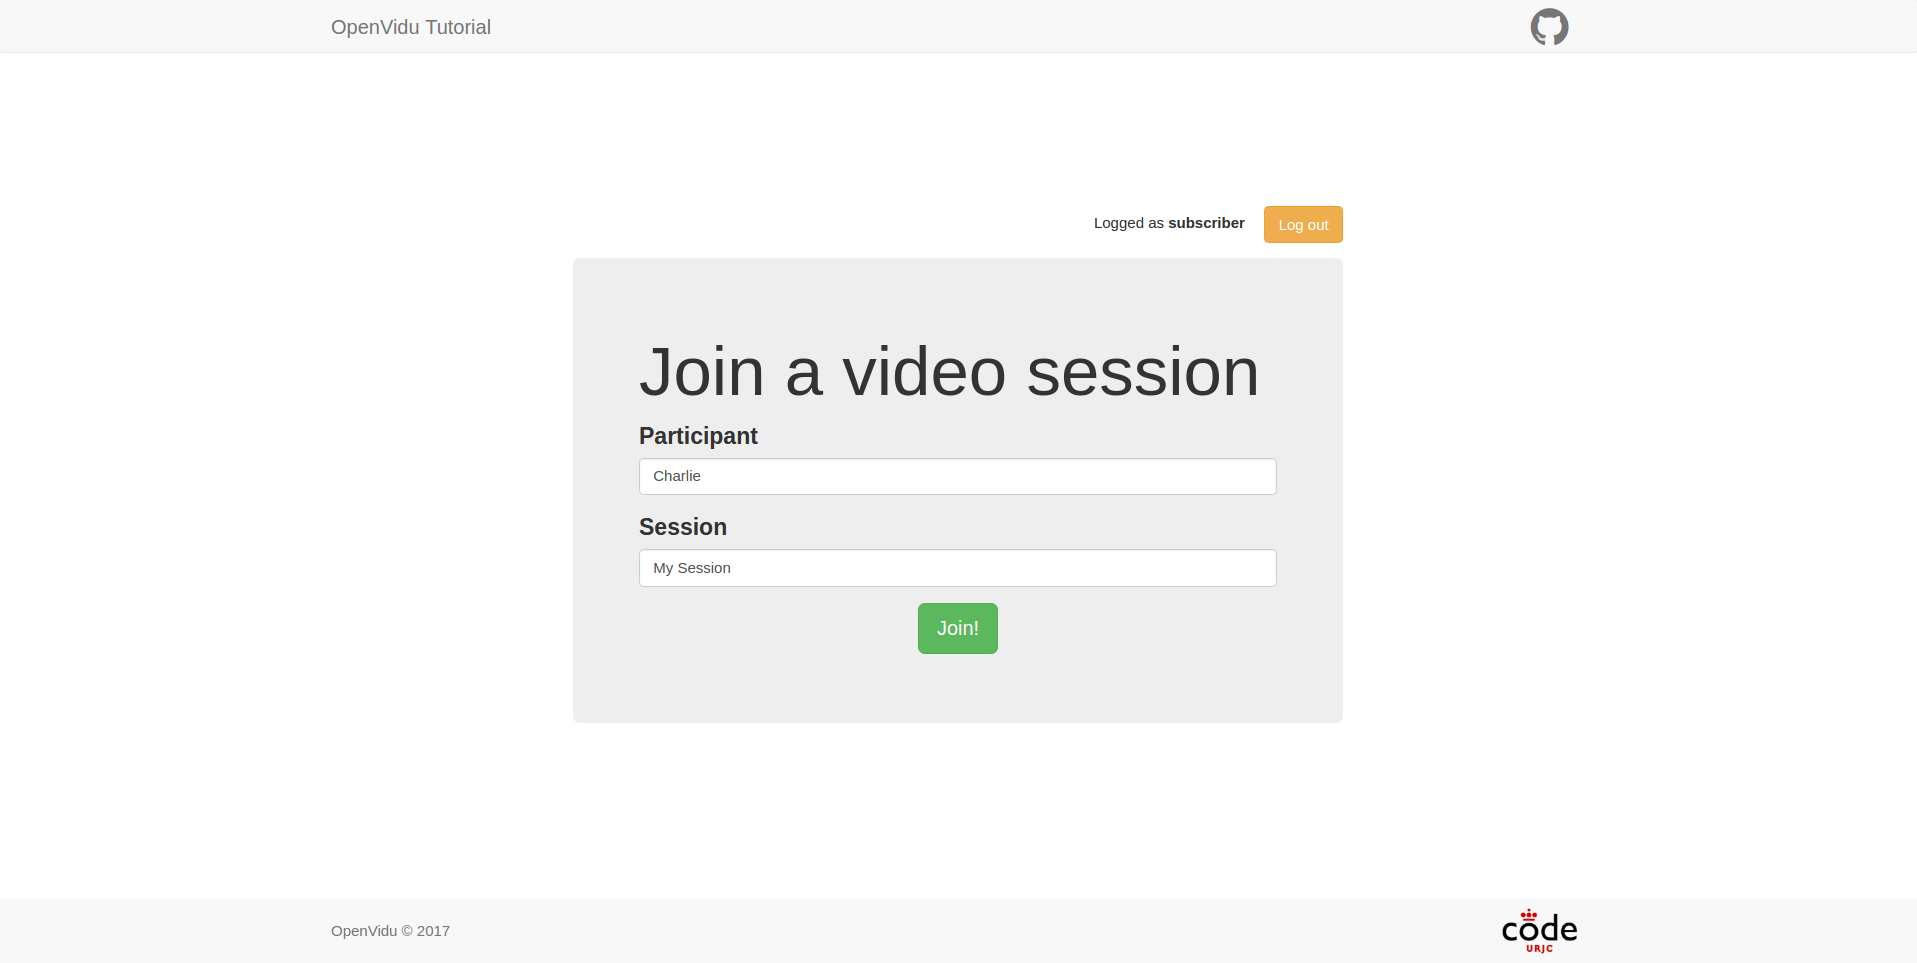 OpenVidu Tutorial
Logged as subscriber
Log out
Join a video session
Participant
Charlie
Session
My Session
Join!
OpenVidu © 2017
code
URJC